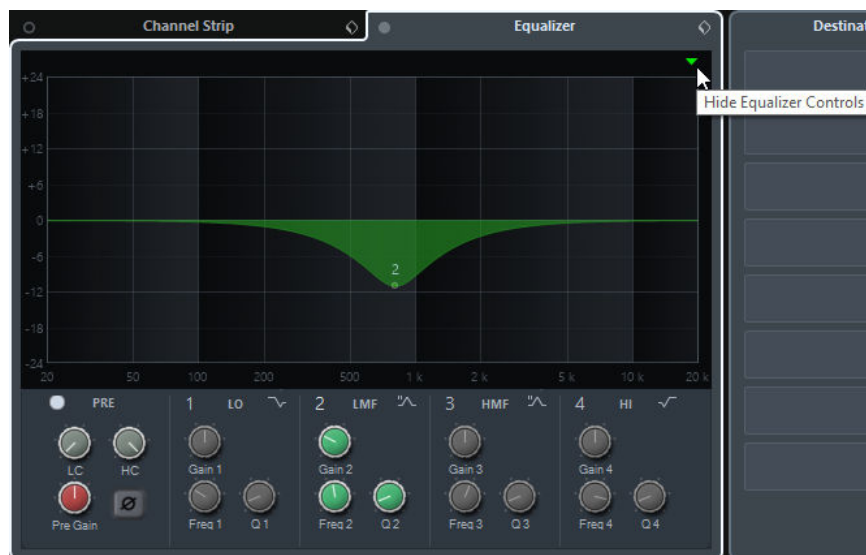 Channel Strip
Equalizer
Destinat
Hide Equalizer Controls
+24
+18
+12
+6
0
-6
-12
-18
-24
2
20 50 100 200 500 1 k 2 k 5 k 10 k 20 k
PRE 1 LO 2 LMF 3 HMF 4 HI
LC HC Gain 1 Gain 2 Gain 3 Gain 4
Pre Gain Ø Freq 1 Q 1 Freq 2 Q 2 Freq 3 Q 3 Freq 4 Q 4